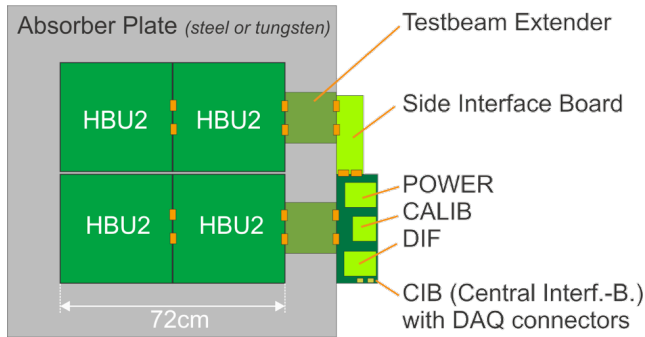 Absorber Plate (steel or tungsten)
Testbeam Extender
Side Interface Board
HBU2 HBU2
POWER
CALIB
HBU2 HBU2
DIF
CIB (Central Interf.-B.)
with DAQ connectors
72cm